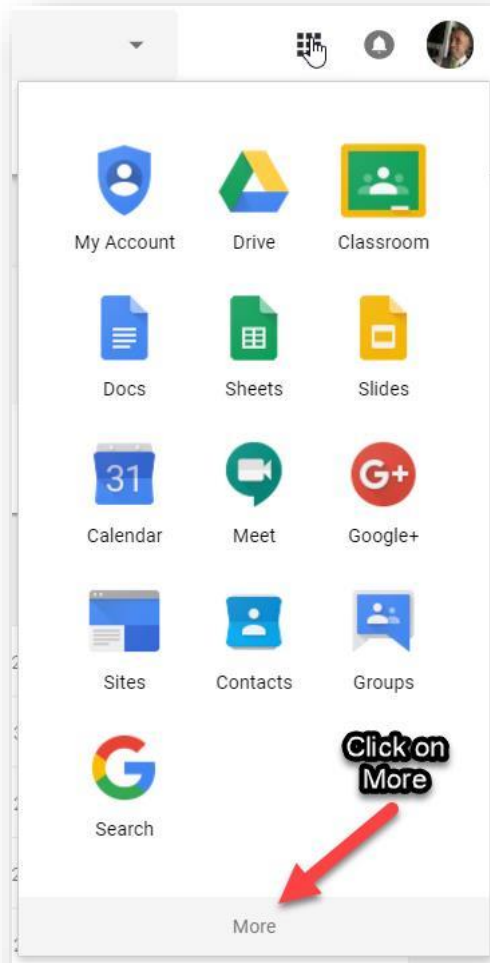 My Account Drive Classroom
Docs Sheets Slides
31
G+
Calendar Meet Google+
Sites Contacts Groups
G
Click on
More
Search
More